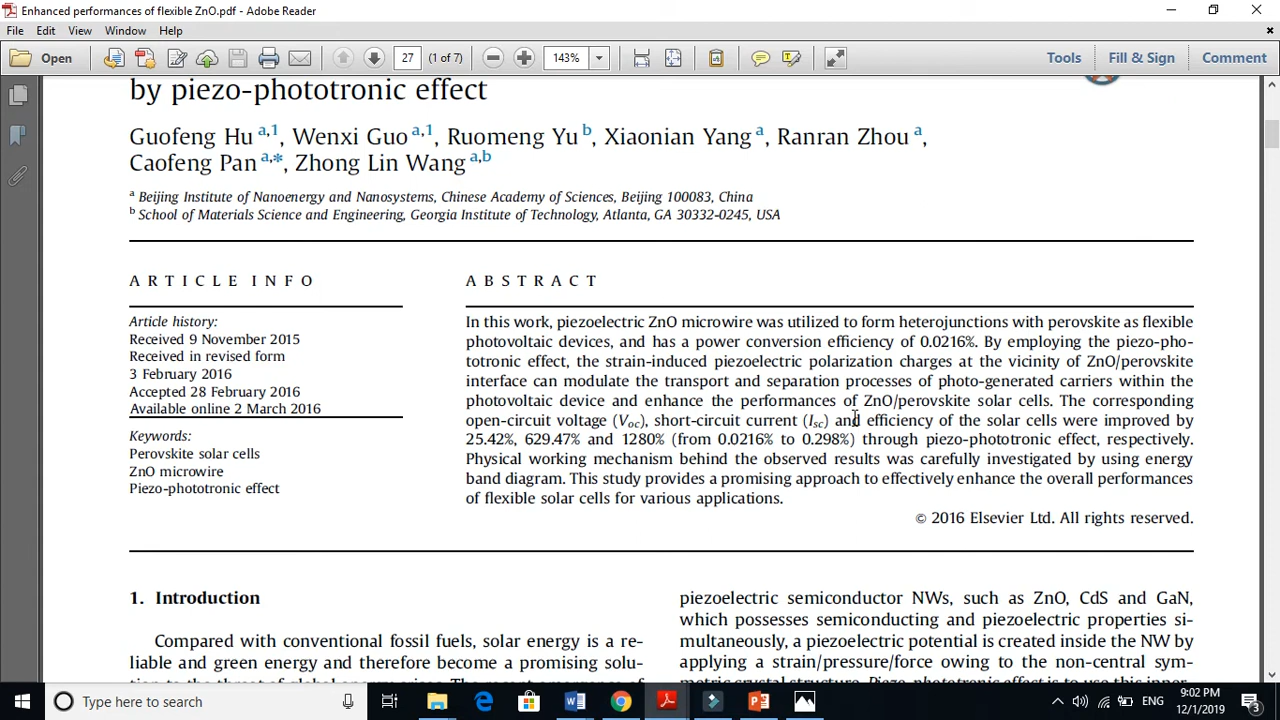 Enhanced performances of flexible ZnO.pdf - Adobe Reader
File Edit View Window Help
Open 27 (1 of 7) 143% Tools Fill & Sign Comment
by piezo-phototronic effect
Guofeng Hu a,1, Wenxi Guo a,1, Ruomeng Yu b, Xiaonian Yang a, Ranran Zhou a,
Caofeng Pan a,*, Zhong Lin Wang a,b
a Beijing Institute of Nanoenergy and Nanosystems, Chinese Academy of Sciences, Beijing 100083, China
b School of Materials Science and Engineering, Georgia Institute of Technology, Atlanta, GA 30332-0245, USA
ARTICLE INFO
Article history:
Received 9 November 2015
Received in revised form
3 February 2016
Accepted 28 February 2016
Available online 2 March 2016
Keywords:
Perovskite solar cells
ZnO microwire
Piezo-phototronic effect
ABSTRACT
In this work, piezoelectric ZnO microwire was utilized to form heterojunctions with perovskite as flexible
photovoltaic devices, and has a power conversion efficiency of 0.0216%. By employing the piezo-pho-
totronic effect, the strain-induced piezoelectric polarization charges at the vicinity of ZnO/perovskite
interface can modulate the transport and separation processes of photo-generated carriers within the
photovoltaic device and enhance the performances of ZnO/perovskite solar cells. The corresponding
open-circuit voltage (Voc), short-circuit current (Isc) and efficiency of the solar cells were improved by
25.42%, 629.47% and 1280% (from 0.0216% to 0.298%) through piezo-phototronic effect, respectively.
Physical working mechanism behind the observed results was carefully investigated by using energy
band diagram. This study provides a promising approach to effectively enhance the overall performances
of flexible solar cells for various applications.
© 2016 Elsevier Ltd. All rights reserved.
1. Introduction
Compared with conventional fossil fuels, solar energy is a re-
liable and green energy and therefore become a promising solu-
piezoelectric semiconductor NWs, such as ZnO, CdS and GaN,
which possesses semiconducting and piezoelectric properties si-
multaneously, a piezoelectric potential is created inside the NW by
applying a strain/pressure/force owing to the non-central sym-
metric crystal structure. Piezo-phototronic effect is to use this inner
Type here to search
ENG
9:02 PM
12/1/2019
3